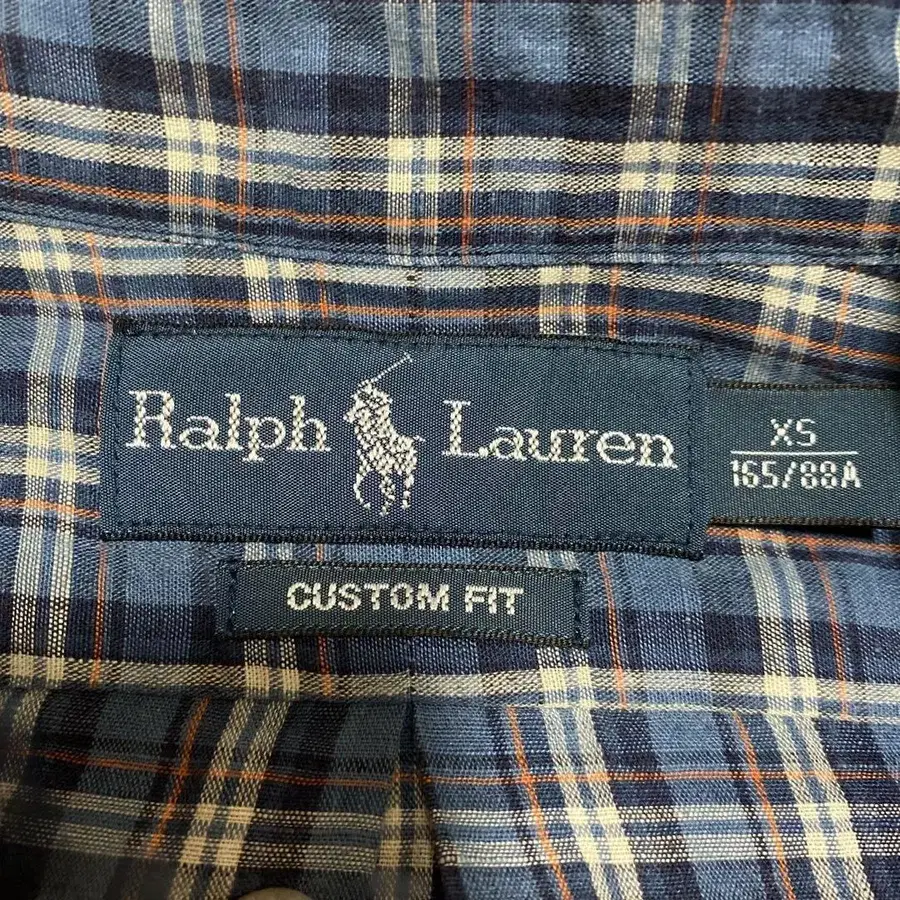 Ralph Lauren
XS
165/88A
CUSTOM FIT